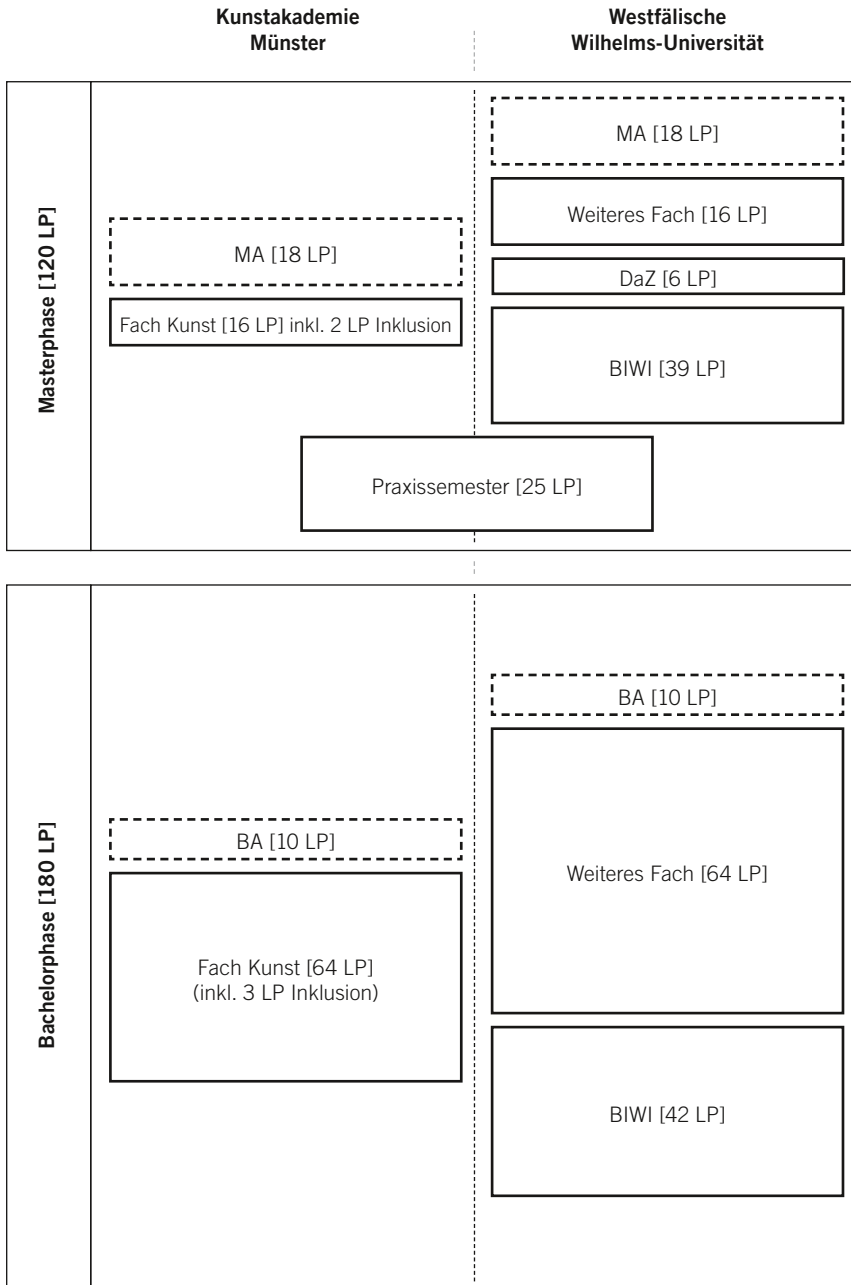 Kunstakademie
Münster
Westfälische
Wilhelms-Universität
Masterphase [120 LP]
MA [18 LP]
Fach Kunst [16 LP] inkl. 2 LP Inklusion
MA [18 LP]
Weiteres Fach [16 LP]
DaZ [6 LP]
BIWI [39 LP]
Praxissemester [25 LP]
Bachelorphase [180 LP]
BA [10 LP]
Fach Kunst [64 LP]
(inkl. 3 LP Inklusion)
BA [10 LP]
Weiteres Fach [64 LP]
BIWI [42 LP]